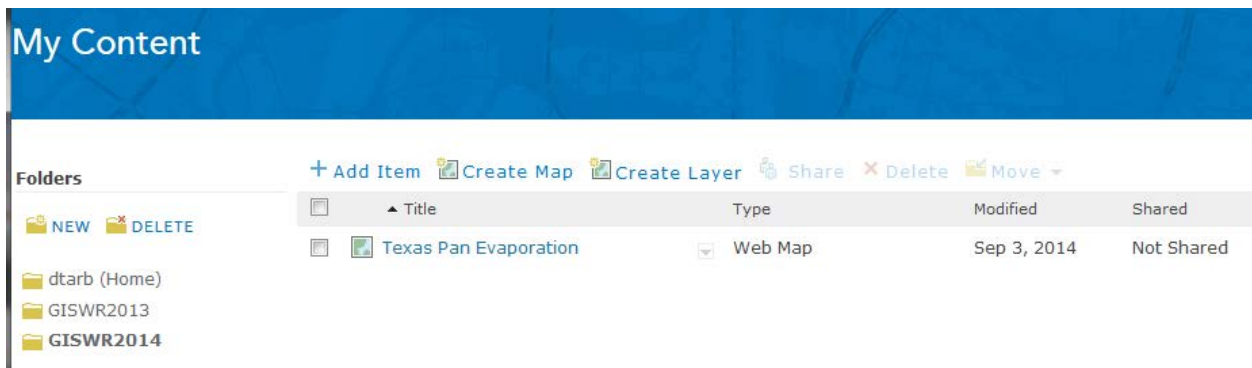 My Content
Folders
NEW DELETE
dtarb (Home)
GISWR2013
GISWR2014
+ Add Item Create Map Create Layer Share Delete Move
Title Type Modified Shared
Texas Pan Evaporation Web Map Sep 3, 2014 Not Shared